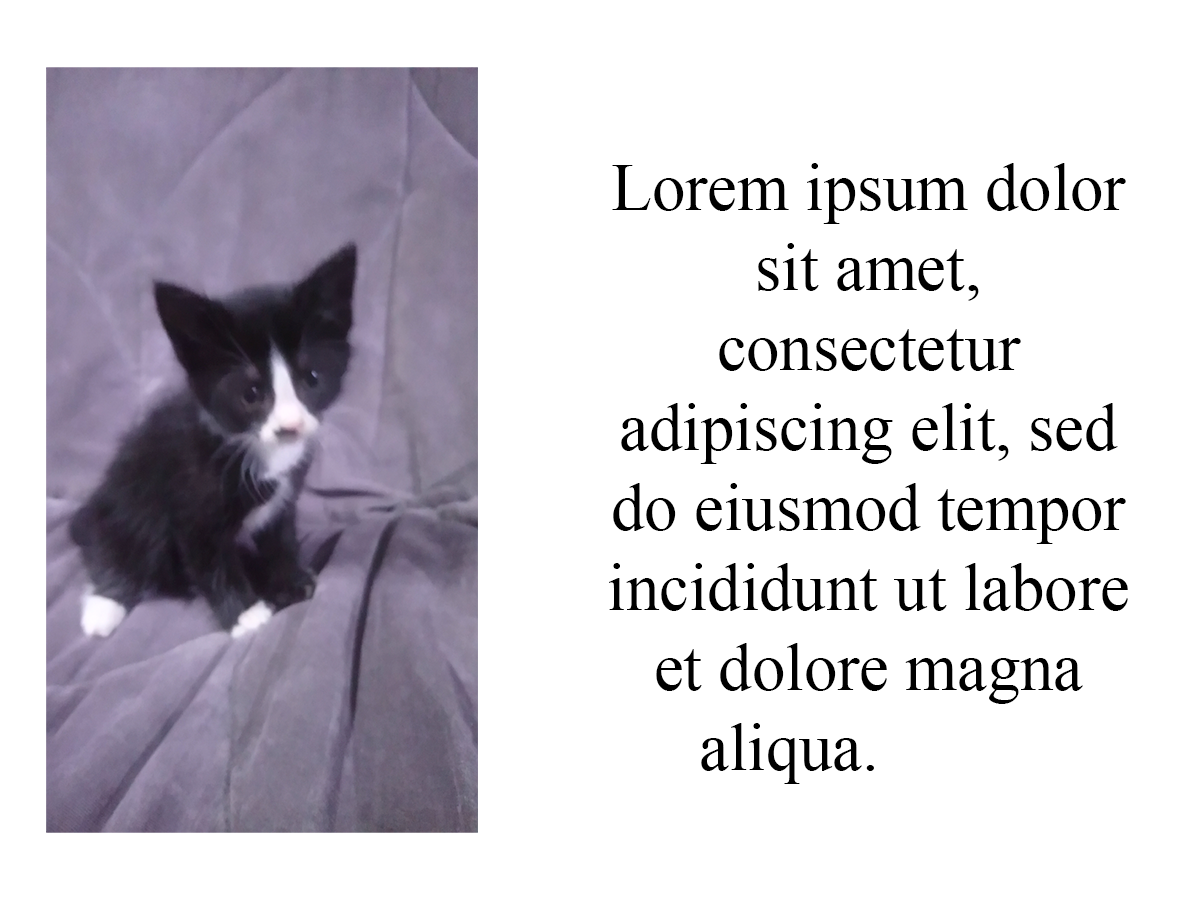 Lorem ipsum dolor
sit amet,
consectetur
adipiscing elit, sed
do eiusmod tempor
incididunt ut labore
et dolore magna
aliqua.